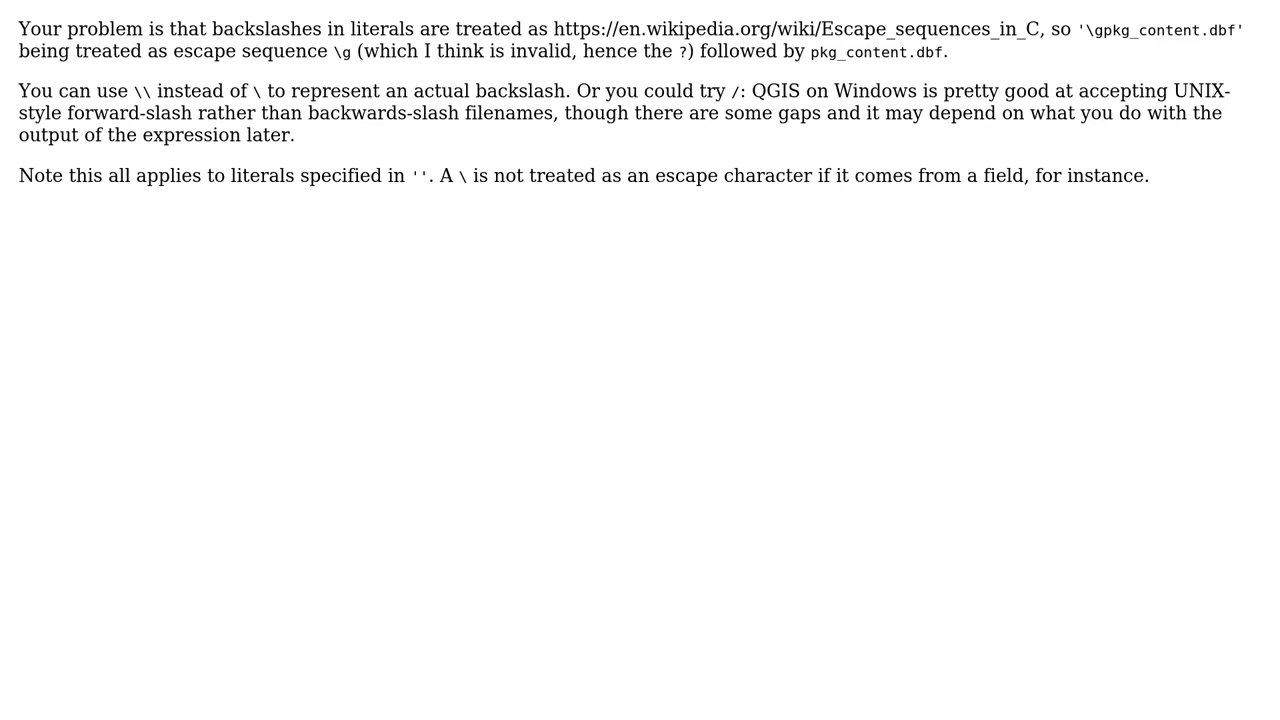 Your problem is that backslashes in literals are treated as https://en.wikipedia.org/wiki/Escape_sequences_in_C, so '\gpkg_content.dbf'
being treated as escape sequence \g (which I think is invalid, hence the ?) followed by pkg_content.dbf.
You can use \\ instead of \ to represent an actual backslash. Or you could try /: QGIS on Windows is pretty good at accepting UNIX-
style forward-slash rather than backwards-slash filenames, though there are some gaps and it may depend on what you do with the
output of the expression later.
Note this all applies to literals specified in ''. A \ is not treated as an escape character if it comes from a field, for instance.